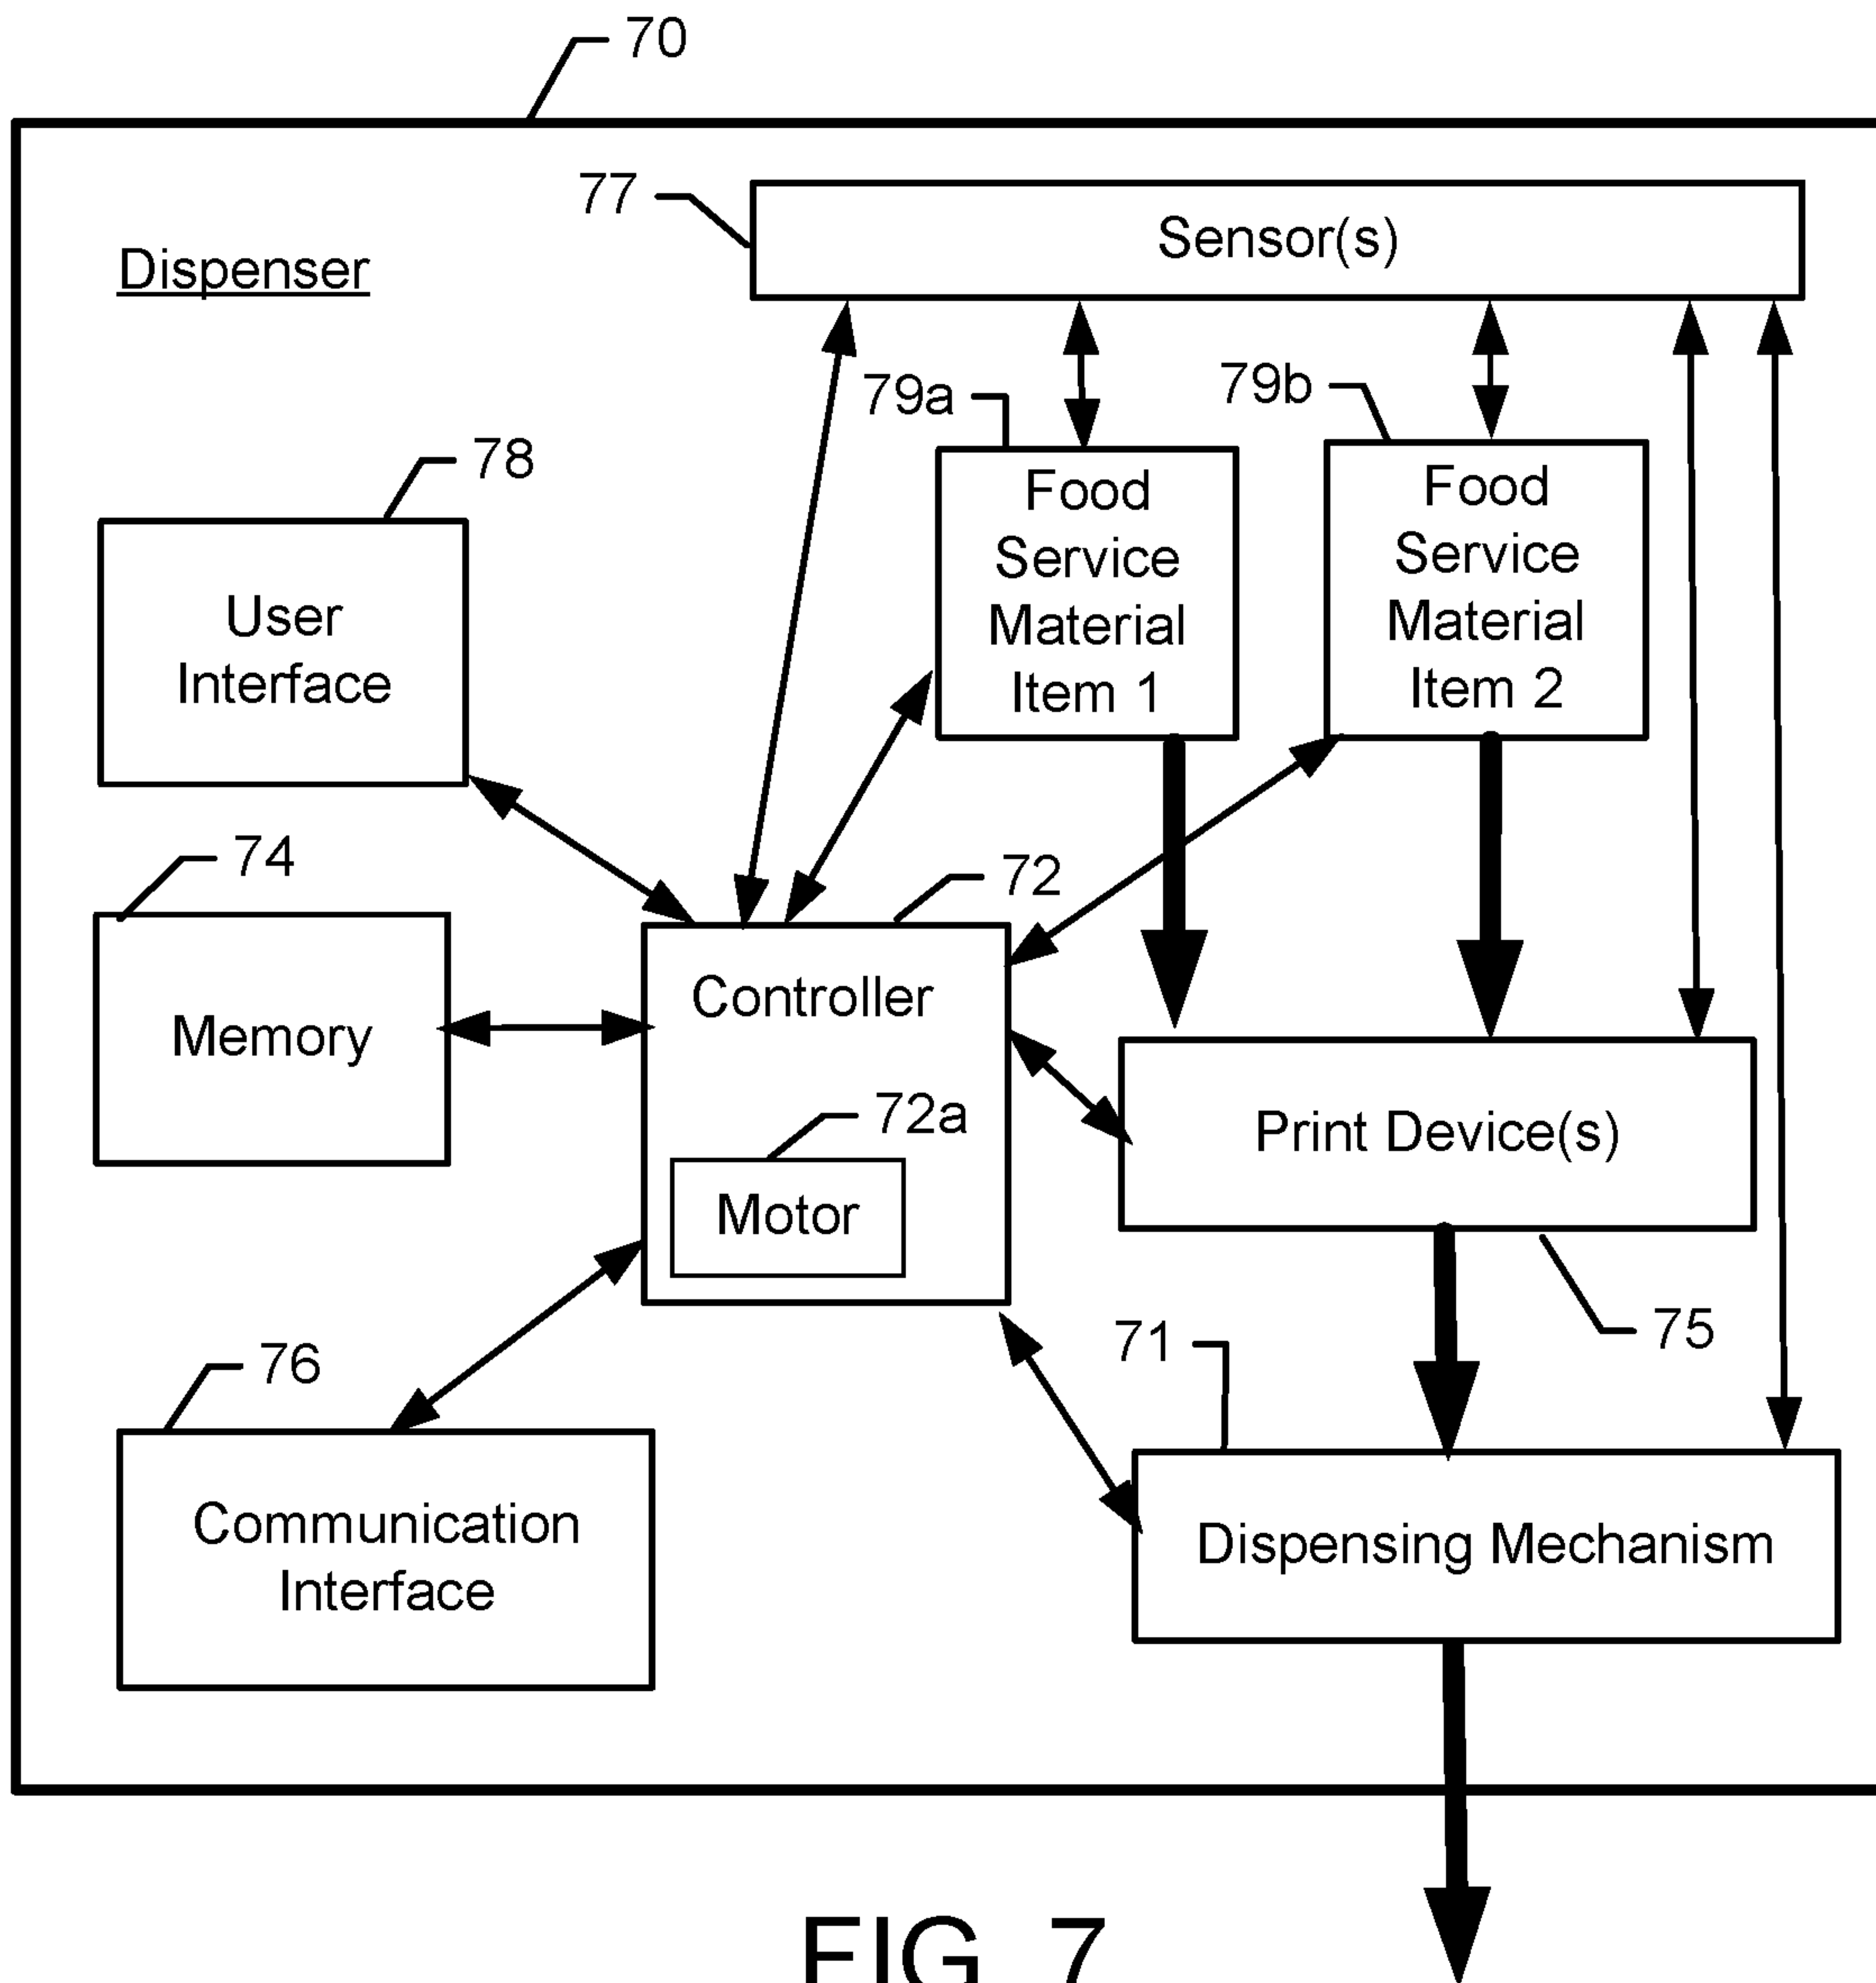 70
77
Sensor(s)
Dispenser
79a
79b
78
Food
Service
Material
Item 1
Food
Service
Material
Item 2
User
Interface
74
72
Memory
Controller
72a
Motor
Print Device(s)
75
76
71
Communication
Interface
Dispensing Mechanism
FIG. 7